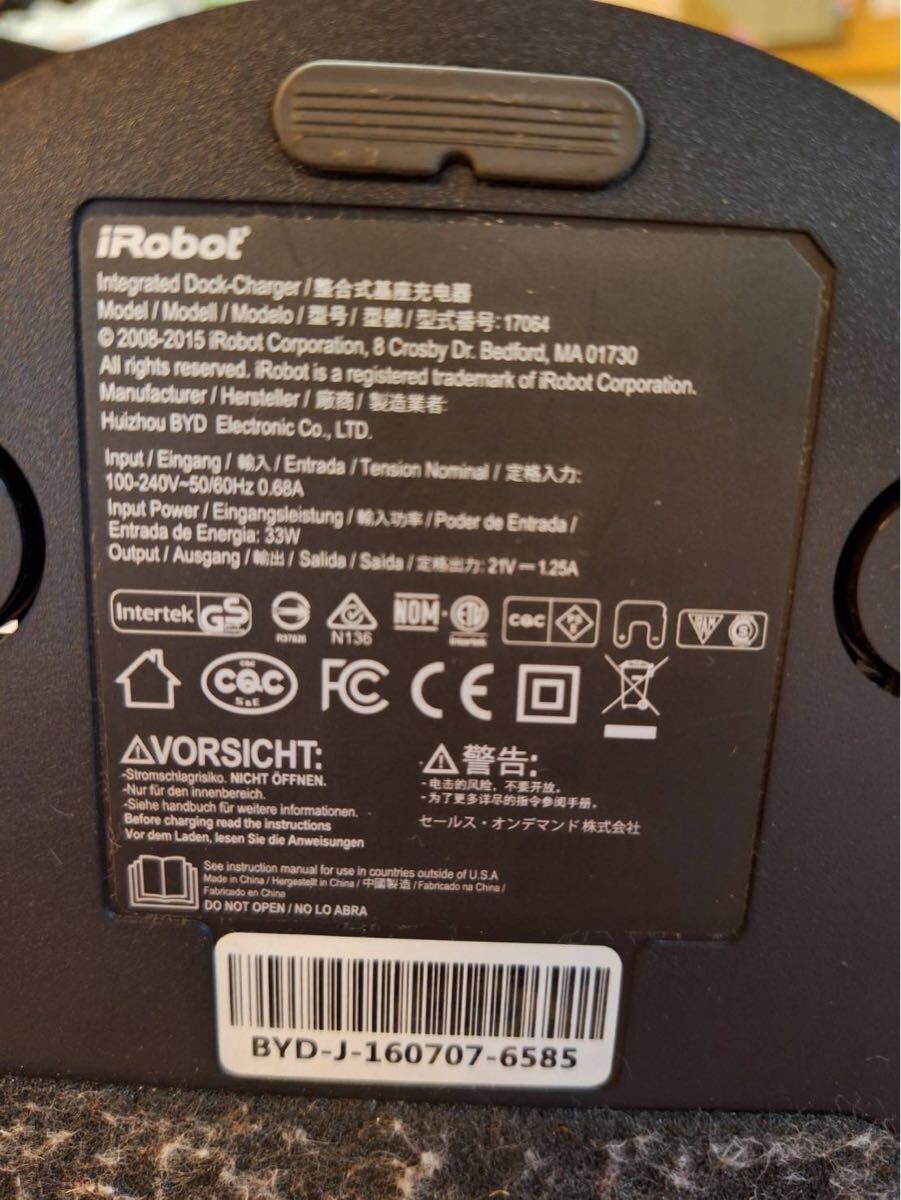 iRobot
Integrated Dock-Charger / 整合式基座充电器
Model / Modell / Modelo / 型号 / 型號 / 型式番号: 17064
© 2008-2015 iRobot Corporation, 8 Crosby Dr. Bedford, MA 01730
All rights reserved. iRobot is a registered trademark of iRobot Corporation.
Manufacturer / Hersteller / 廠商 / 製造業者:
Huizhou BYD Electronic Co., LTD.
Input / Eingang / 輸入 / Entrada / Tension Nominal / 定格入力:
100-240V~50/60Hz 0.68A
Input Power / Eingangsleistung / 輸入功率 / Poder de Entrada /
Entrada de Energia: 33W
Output / Ausgang / 輸出 / Salida / Saida / 定格出力: 21V⎓1.25A
Intertek GS
N136
NOM
CQC
CQC
CQC
S&E
FC CE
⚠VORSICHT:
-Stromschlagrisiko. NICHT ÖFFNEN.
-Nur für den innenbereich.
-Siehe handbuch für weitere informationen.
Before charging read the instructions
Vor dem Laden, lesen Sie die Anweisungen
⚠警告:
- 电击的风险，不要开放。
- 为了更多详尽的指令参阅手册。
セールス・オンデマンド株式会社
See instruction manual for use in countries outside of U.S.A
Made in China / Hergestellt in China / 中國製造 / Fabricado na China /
Fabricado en China
DO NOT OPEN / NO LO ABRA
BYD-J-160707-6585